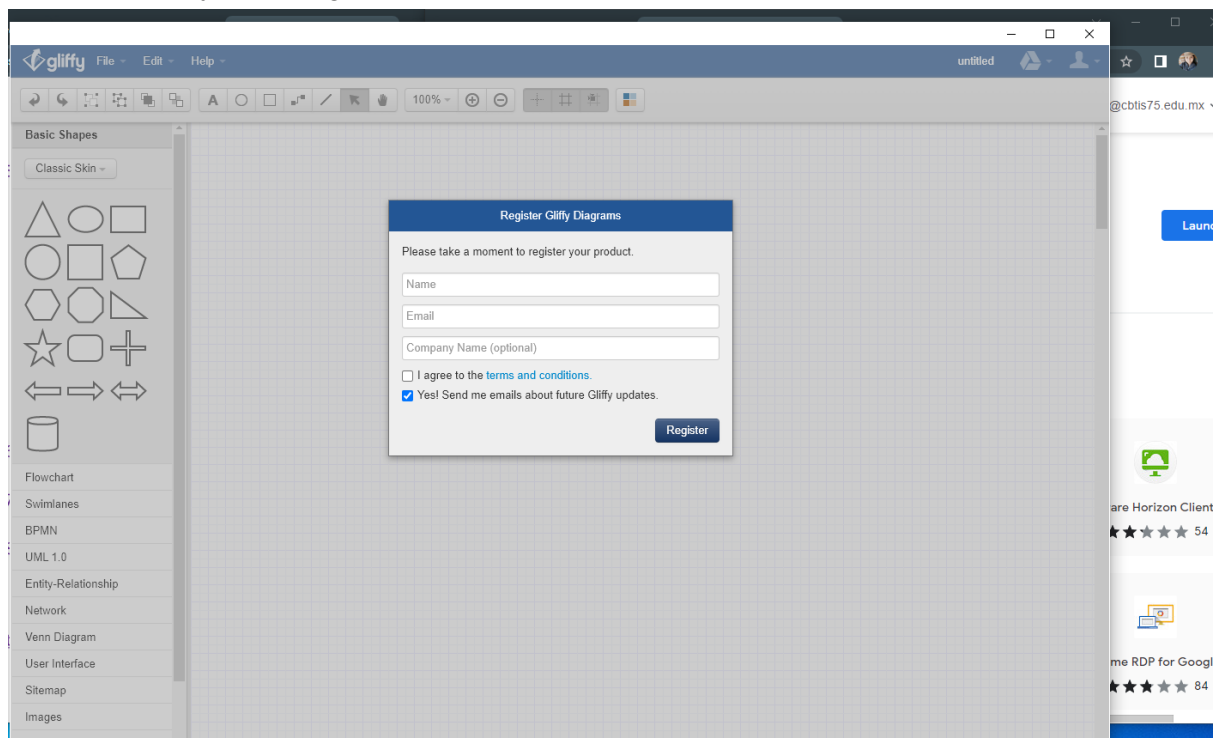 gliffy File Edit Help untitled
A 100%
@cbtis75.edu.mx
Basic Shapes
Classic Skin
Register Gliffy Diagrams
Please take a moment to register your product.
Name
Email
Company Name (optional)
I agree to the terms and conditions.
Yes! Send me emails about future Gliffy updates.
Register
Flowchart
Swimlanes
BPMN
UML 1.0
Entity-Relationship
Network
Venn Diagram
User Interface
Sitemap
Images
Laun
are Horizon Client
54
me RDP for Googl
84